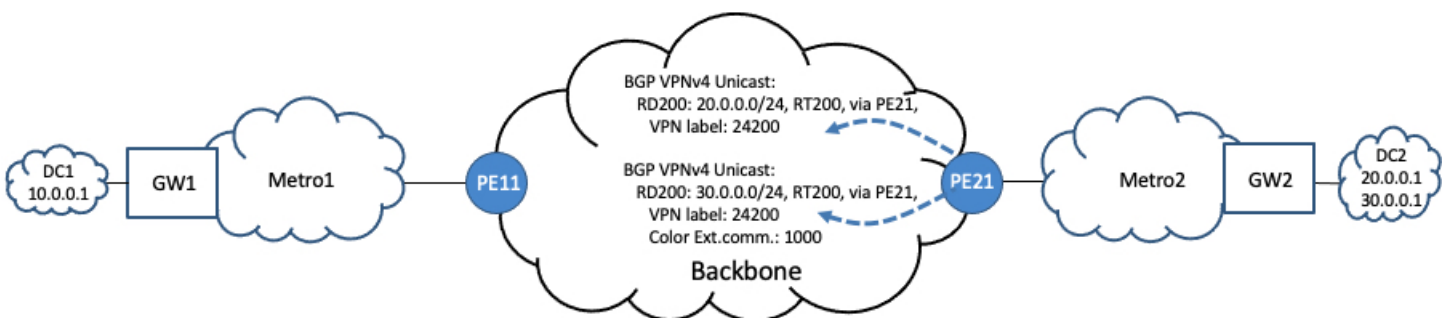 BGP VPNv4 Unicast:
RD200: 20.0.0.0/24, RT200, via PE21,
VPN label: 24200
BGP VPNv4 Unicast:
RD200: 30.0.0.0/24, RT200, via PE21,
VPN label: 24200
Color Ext.comm.: 1000
Backbone
DC1
10.0.0.1
GW1
Metro1
PE11
PE21
Metro2
GW2
DC2
20.0.0.1
30.0.0.1